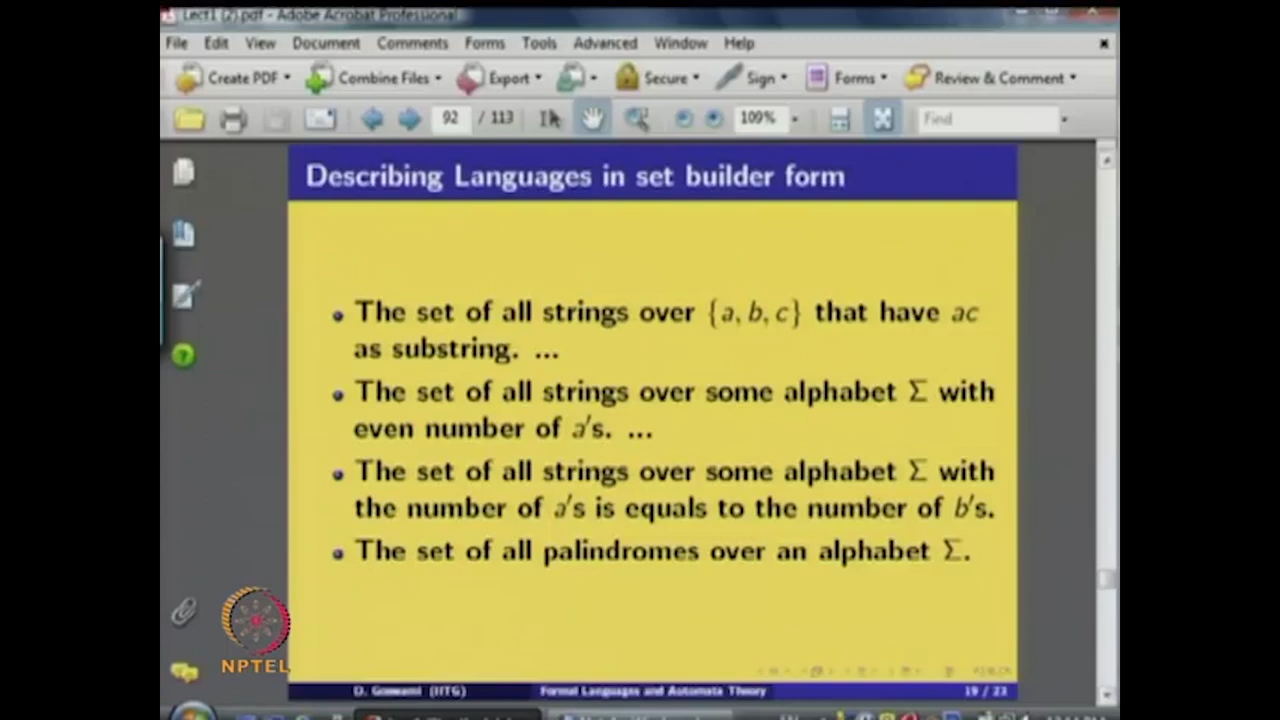 Lect1 (2).pdf - Adobe Acrobat Professional
File Edit View Document Comments Forms Tools Advanced Window Help
Create PDF Combine Files Export Secure Sign Forms Review & Comment
92 / 113 109% Find
Describing Languages in set builder form
• The set of all strings over {a, b, c} that have ac
as substring. ...
• The set of all strings over some alphabet Σ with
even number of a′s. ...
• The set of all strings over some alphabet Σ with
the number of a′s is equals to the number of b′s.
• The set of all palindromes over an alphabet Σ.
NPTEL
D. Goswami (IITG) Formal Languages and Automata Theory 19 / 23